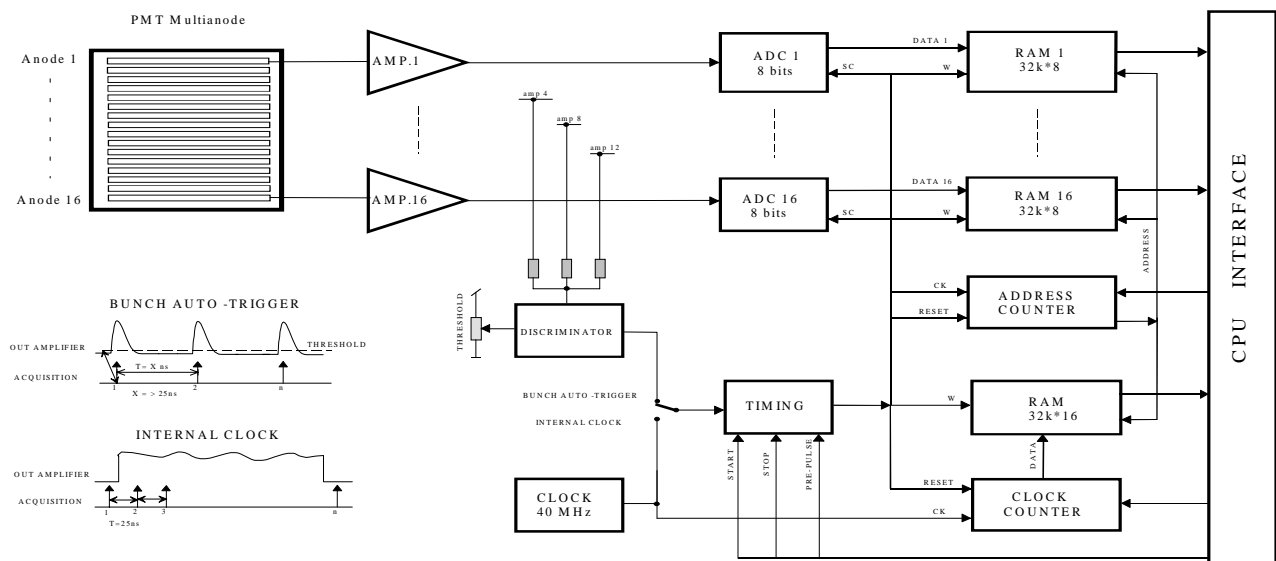 PMT Multianode
Anode 1
Anode 16
AMP.1
AMP.16
amp 4
amp 8
amp 12
ADC 1
8 bits
DATA 1
SC
W
RAM 1
32k*8
ADC 16
8 bits
DATA 16
SC
W
RAM 16
32k*8
ADDRESS
CPU INTERFACE
CK
RESET
ADDRESS
COUNTER
THRESHOLD
DISCRIMINATOR
BUNCH AUTO -TRIGGER
INTERNAL CLOCK
TIMING
START
STOP
PRE-PULSE
W
RAM
32k*16
DATA
RESET
CK
CLOCK
COUNTER
CLOCK
40 MHz
BUNCH AUTO -TRIGGER
OUT AMPLIFIER
THRESHOLD
ACQUISITION
T= X ns
1
2
n
X = > 25ns
INTERNAL CLOCK
OUT AMPLIFIER
ACQUISITION
1
2
3
n
T=25ns